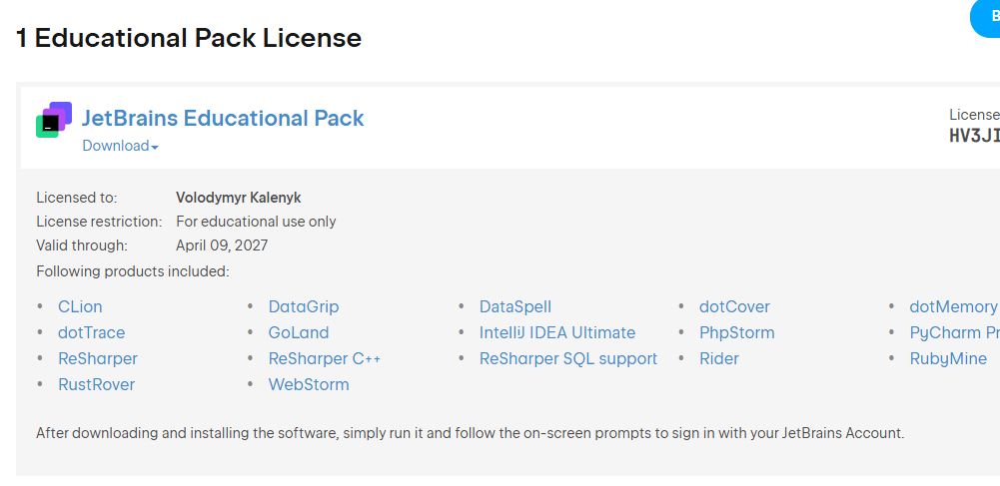 1 Educational Pack License
JetBrains Educational Pack
Download
License
HV3JI
Licensed to: Volodymyr Kalenyk
License restriction: For educational use only
Valid through: April 09, 2027
Following products included:
• CLion • DataGrip • DataSpell • dotCover • dotMemory
• dotTrace • GoLand • IntelliJ IDEA Ultimate • PhpStorm • PyCharm Pr
• ReSharper • ReSharper C++ • ReSharper SQL support • Rider • RubyMine
• RustRover • WebStorm
After downloading and installing the software, simply run it and follow the on-screen prompts to sign in with your JetBrains Account.